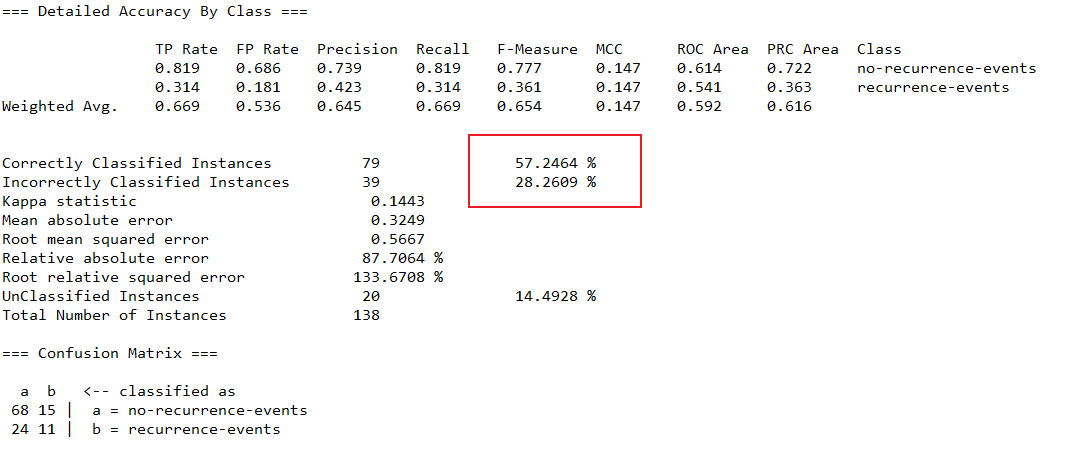 === Detailed Accuracy By Class ===
TP Rate FP Rate Precision Recall F-Measure MCC ROC Area PRC Area Class
0.819 0.686 0.739 0.819 0.777 0.147 0.614 0.722 no-recurrence-events
0.314 0.181 0.423 0.314 0.361 0.147 0.541 0.363 recurrence-events
Weighted Avg. 0.669 0.536 0.645 0.669 0.654 0.147 0.592 0.616
Correctly Classified Instances 79 57.2464 %
Incorrectly Classified Instances 39 28.2609 %
Kappa statistic 0.1443
Mean absolute error 0.3249
Root mean squared error 0.5667
Relative absolute error 87.7064 %
Root relative squared error 133.6708 %
UnClassified Instances 20 14.4928 %
Total Number of Instances 138
=== Confusion Matrix ===
a b <-- classified as
68 15 | a = no-recurrence-events
24 11 | b = recurrence-events